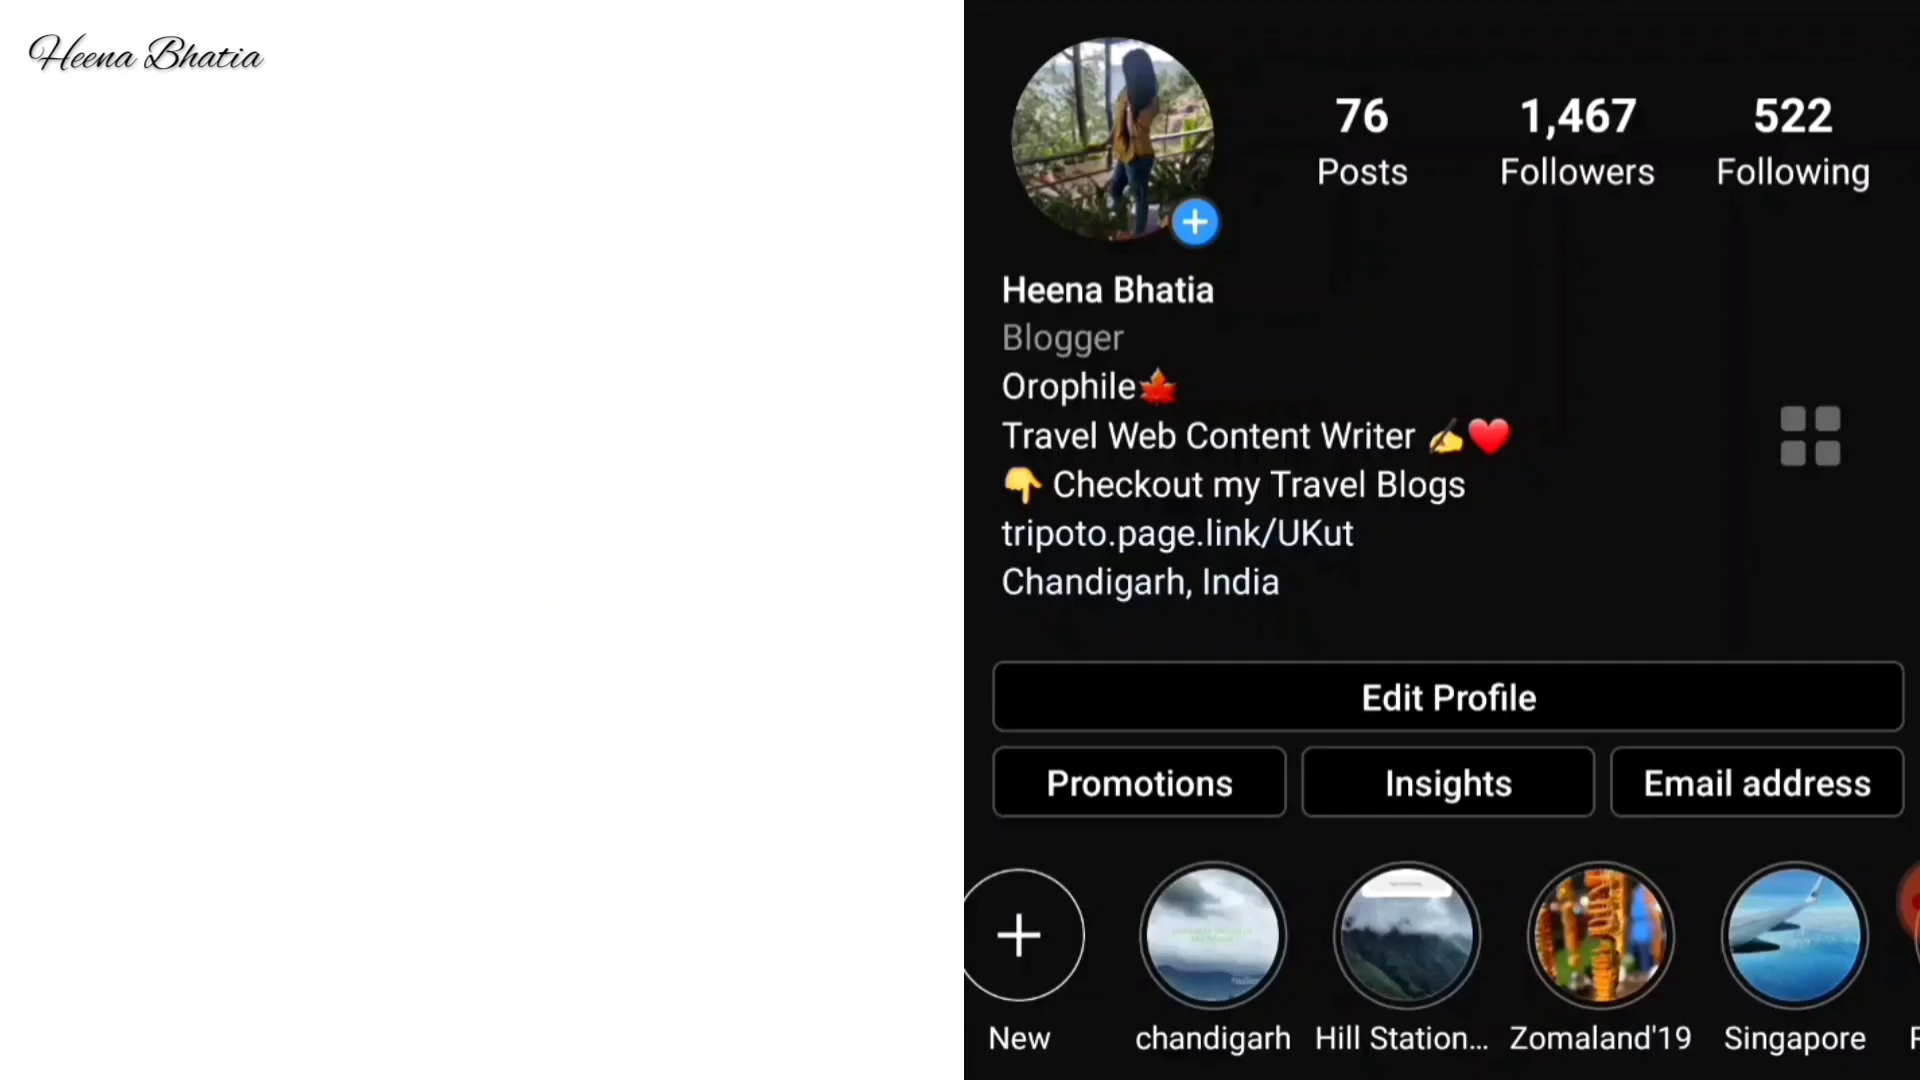 Heena Bhatia
76
Posts
1,467
Followers
522
Following
Heena Bhatia
Blogger
Orophile🍁
Travel Web Content Writer ✍️❤️
👇 Checkout my Travel Blogs
tripoto.page.link/UKut
Chandigarh, India
Edit Profile
Promotions
Insights
Email address
New
chandigarh
Hill Station...
Zomaland'19
Singapore